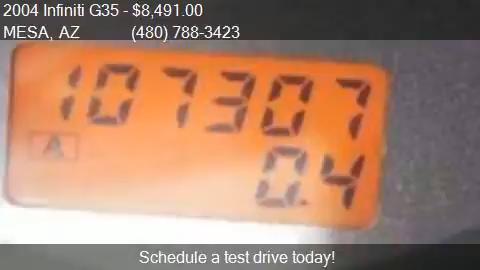 2004 Infiniti G35 - $8,491.00
MESA, AZ (480) 788-3423
107307
A
0.4
Schedule a test drive today!